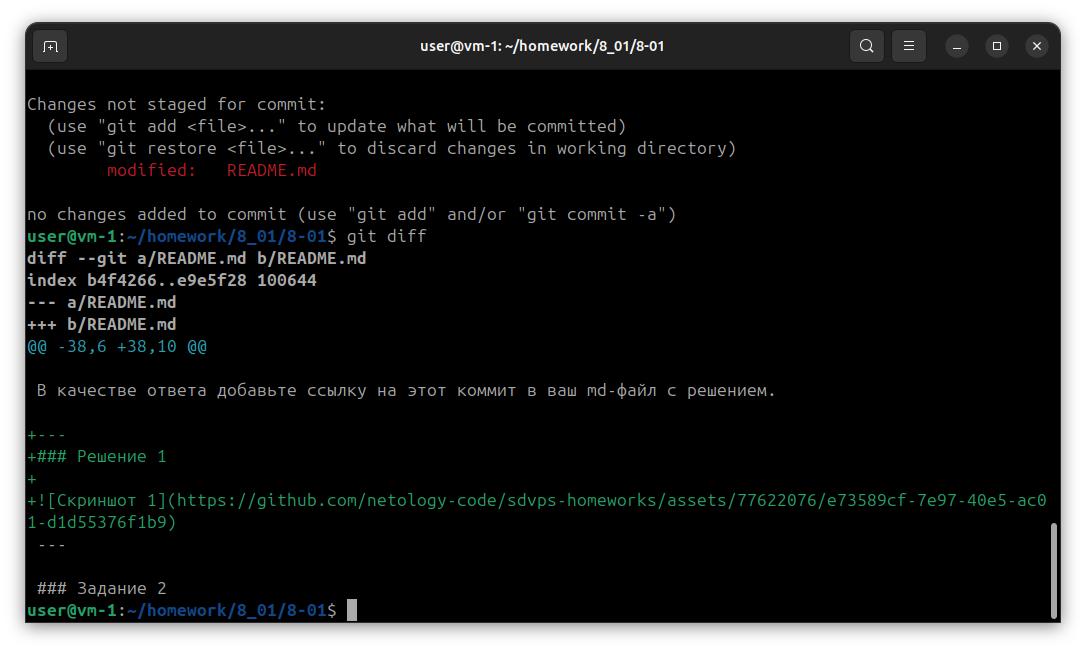 user@vm-1: ~/homework/8_01/8-01
Changes not staged for commit:
  (use "git add <file>..." to update what will be committed)
  (use "git restore <file>..." to discard changes in working directory)
        modified:   README.md

no changes added to commit (use "git add" and/or "git commit -a")
user@vm-1:~/homework/8_01/8-01$ git diff
diff --git a/README.md b/README.md
index b4f4266..e9e5f28 100644
--- a/README.md
+++ b/README.md
@@ -38,6 +38,10 @@

 В качестве ответа добавьте ссылку на этот коммит в ваш md-файл с решением.

+---
+### Решение 1
+
+![Скриншот 1](https://github.com/netology-code/sdvps-homeworks/assets/77622076/e73589cf-7e97-40e5-ac0
1-d1d55376f1b9)
 ---

 ### Задание 2
user@vm-1:~/homework/8_01/8-01$